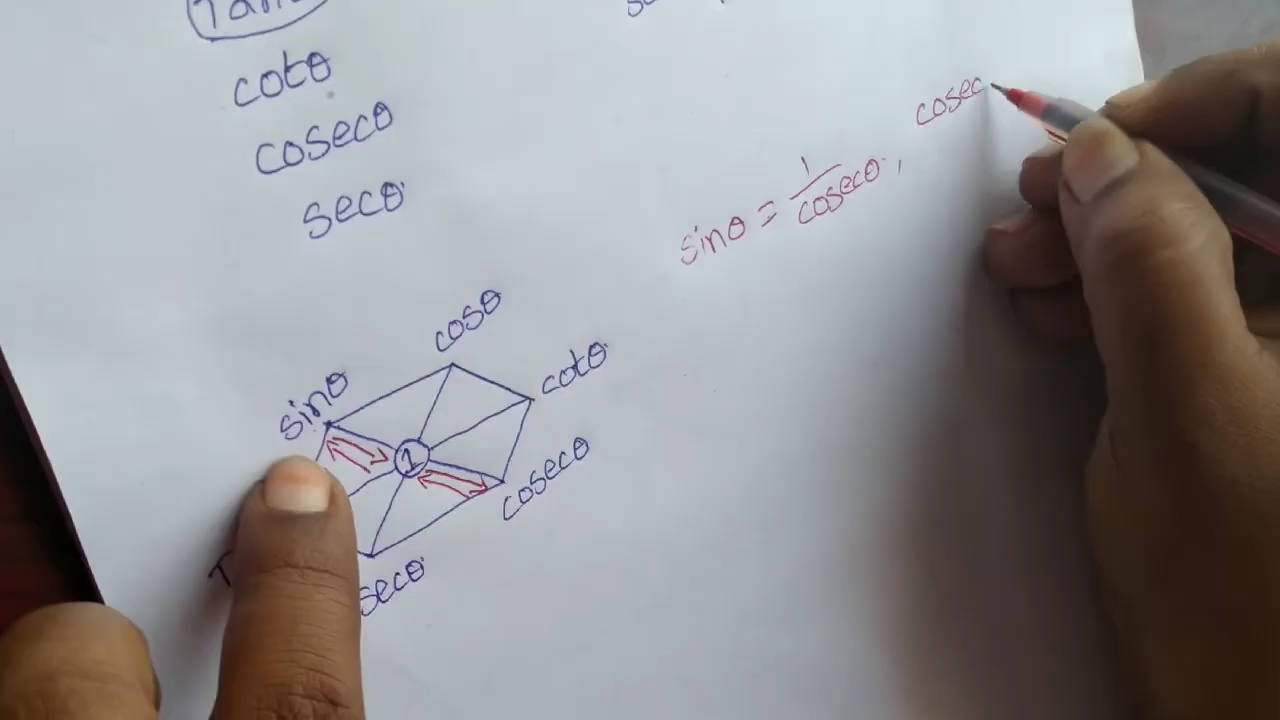 cotθ
cosecθ
secθ
sinθ = 1/cosecθ,
cosec
cosθ
sinθ
cotθ
1
cosecθ
secθ